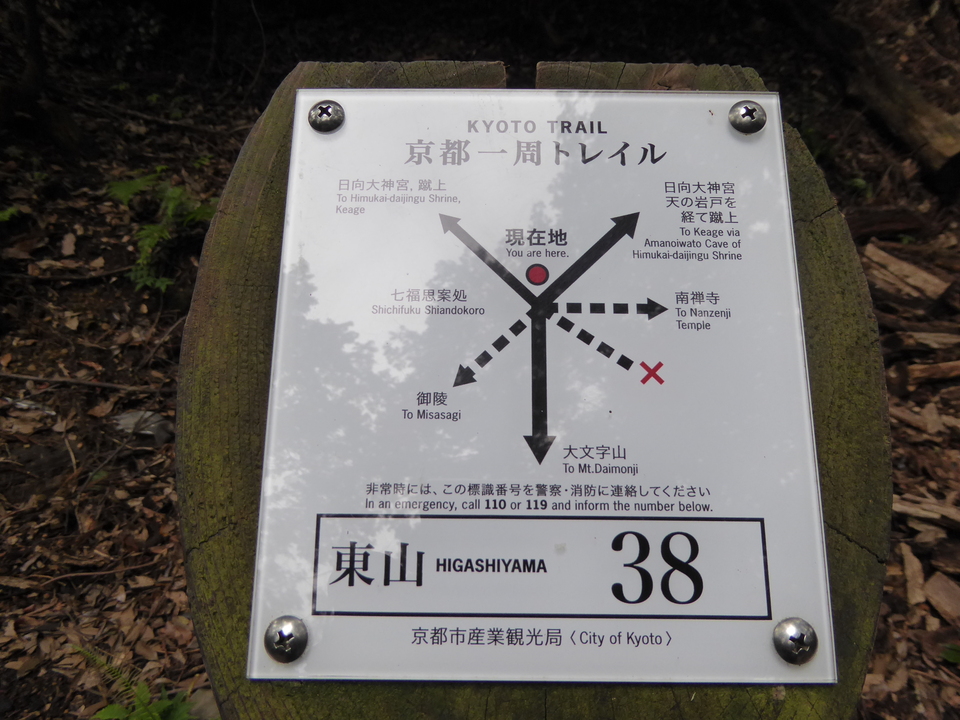 KYOTO TRAIL
京都一周トレイル
日向大神宮, 蹴上
To Himukai-daijingu Shrine,
Keage
日向大神宮
天の岩戸を
経て蹴上
To Keage via
Amanoiwato Cave of
Himukai-daijingu Shrine
現在地
You are here.
七福思案処
Shichifuku Shiandokoro
南禅寺
To Nanzenji
Temple
御陵
To Misasagi
大文字山
To Mt.Daimonji
非常時には、この標識番号を警察・消防に連絡してください
In an emergency, call 110 or 119 and inform the number below.
東山 HIGASHIYAMA 38
京都市産業観光局〈City of Kyoto〉